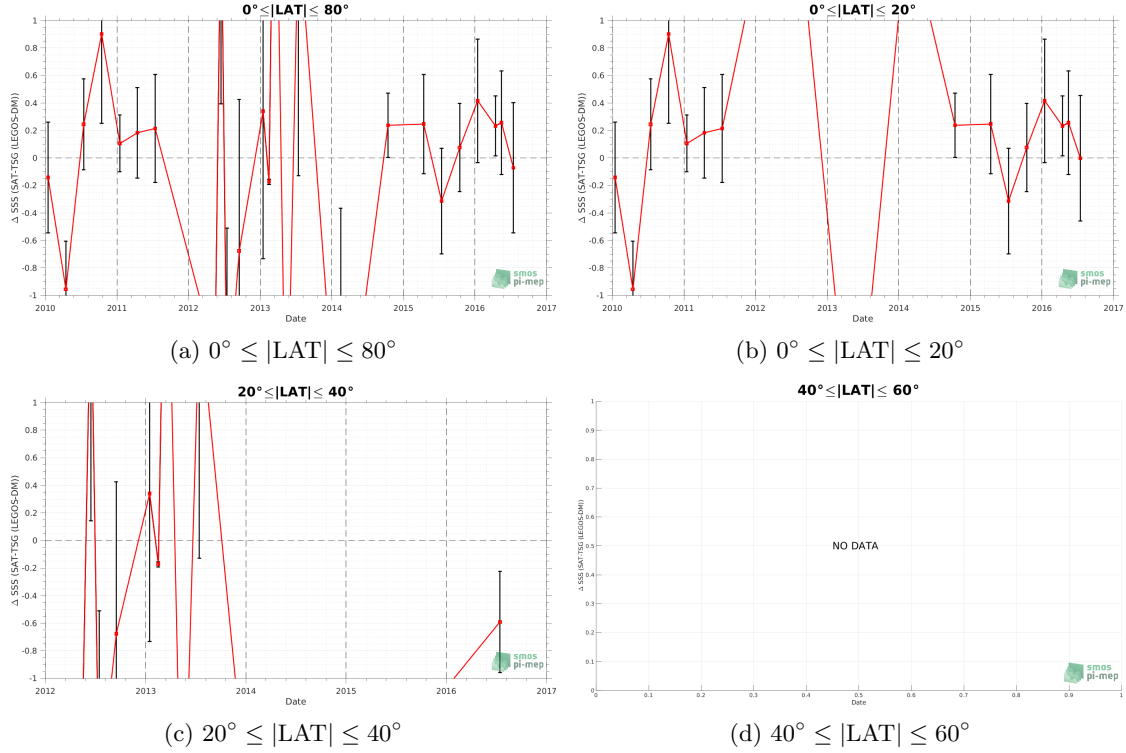 0°≤|LAT|≤ 80°
Δ SSS (SAT-TSG (LEGOS-DM))
1
0.8
0.6
0.4
0.2
0
-0.2
-0.4
-0.6
-0.8
-1
2010 2011 2012 2013 2014 2015 2016 2017
Date
smos
pi-mep
(a) 0° ≤ |LAT| ≤ 80°
0°≤|LAT|≤ 20°
Δ SSS (SAT-TSG (LEGOS-DM))
1
0.8
0.6
0.4
0.2
0
-0.2
-0.4
-0.6
-0.8
-1
2010 2011 2012 2013 2014 2015 2016 2017
Date
smos
pi-mep
(b) 0° ≤ |LAT| ≤ 20°
20°≤|LAT|≤ 40°
Δ SSS (SAT-TSG (LEGOS-DM))
1
0.8
0.6
0.4
0.2
0
-0.2
-0.4
-0.6
-0.8
-1
2012 2013 2014 2015 2016 2017
Date
smos
pi-mep
(c) 20° ≤ |LAT| ≤ 40°
40°≤|LAT|≤ 60°
Δ SSS (SAT-TSG (LEGOS-DM))
1
0.9
0.8
0.7
0.6
0.5
0.4
0.3
0.2
0.1
0
NO DATA
0 0.1 0.2 0.3 0.4 0.5 0.6 0.7 0.8 0.9 1
Date
smos
pi-mep
(d) 40° ≤ |LAT| ≤ 60°